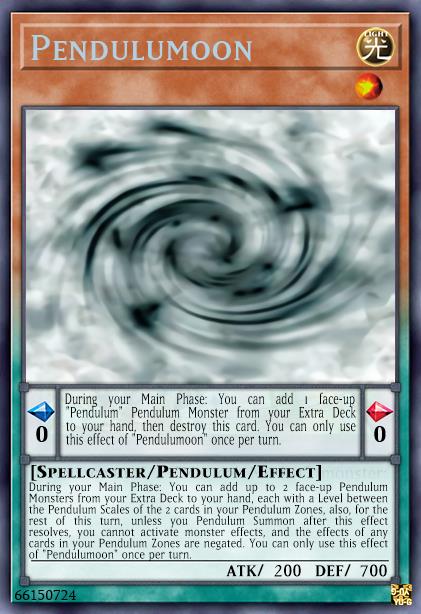 PENDULUMOON
LIGHT
光
During your Main Phase: You can add 1 face-up
"Pendulum" Pendulum Monster from your Extra Deck
to your hand, then destroy this card. You can only use
this effect of "Pendulumoon" once per turn.
0
0
[SPELLCASTER/PENDULUM/EFFECT]
During your Main Phase: You can add up to 2 face-up Pendulum
Monsters from your Extra Deck to your hand, each with a Level between
the Pendulum Scales of the 2 cards in your Pendulum Zones, also, for the
rest of this turn, unless you Pendulum Summon after this effect
resolves, you cannot activate monster effects, and the effects of any
cards in your Pendulum Zones are negated. You can only use this effect
of "Pendulumoon" once per turn.
ATK/ 200 DEF/ 700
66150724